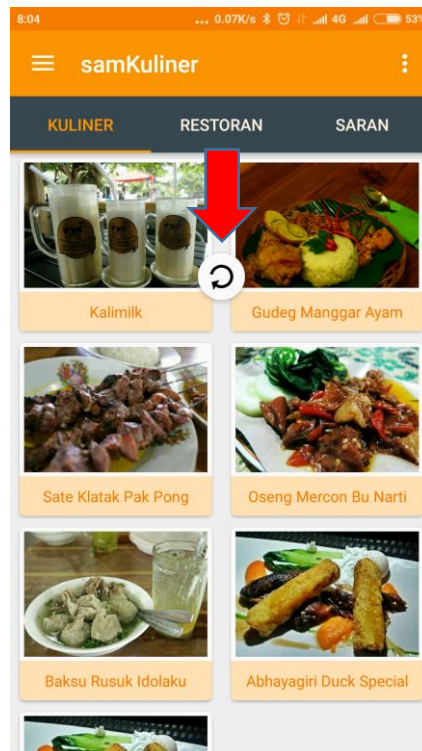 8:04 ... 0.07K/s 4G 53%
samKuliner
KULINER RESTORAN SARAN
Kalimilk Gudeg Manggar Ayam
Sate Klatak Pak Pong Oseng Mercon Bu Narti
Baksu Rusuk Idolaku Abhayagiri Duck Special